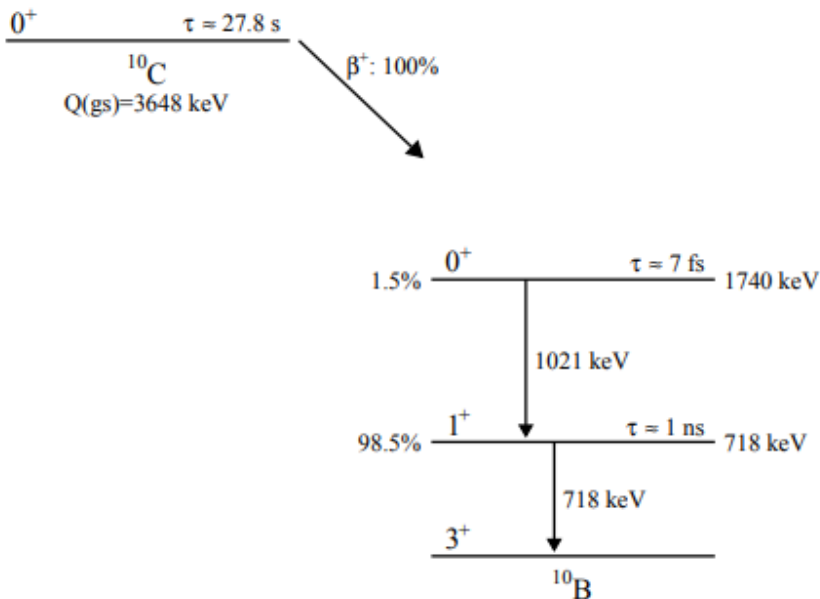 0⁺ τ = 27.8 s
¹⁰C
Q(gs)=3648 keV
β⁺: 100%
1.5% 0⁺ τ = 7 fs 1740 keV
1021 keV
98.5% 1⁺ τ = 1 ns 718 keV
718 keV
3⁺
¹⁰B